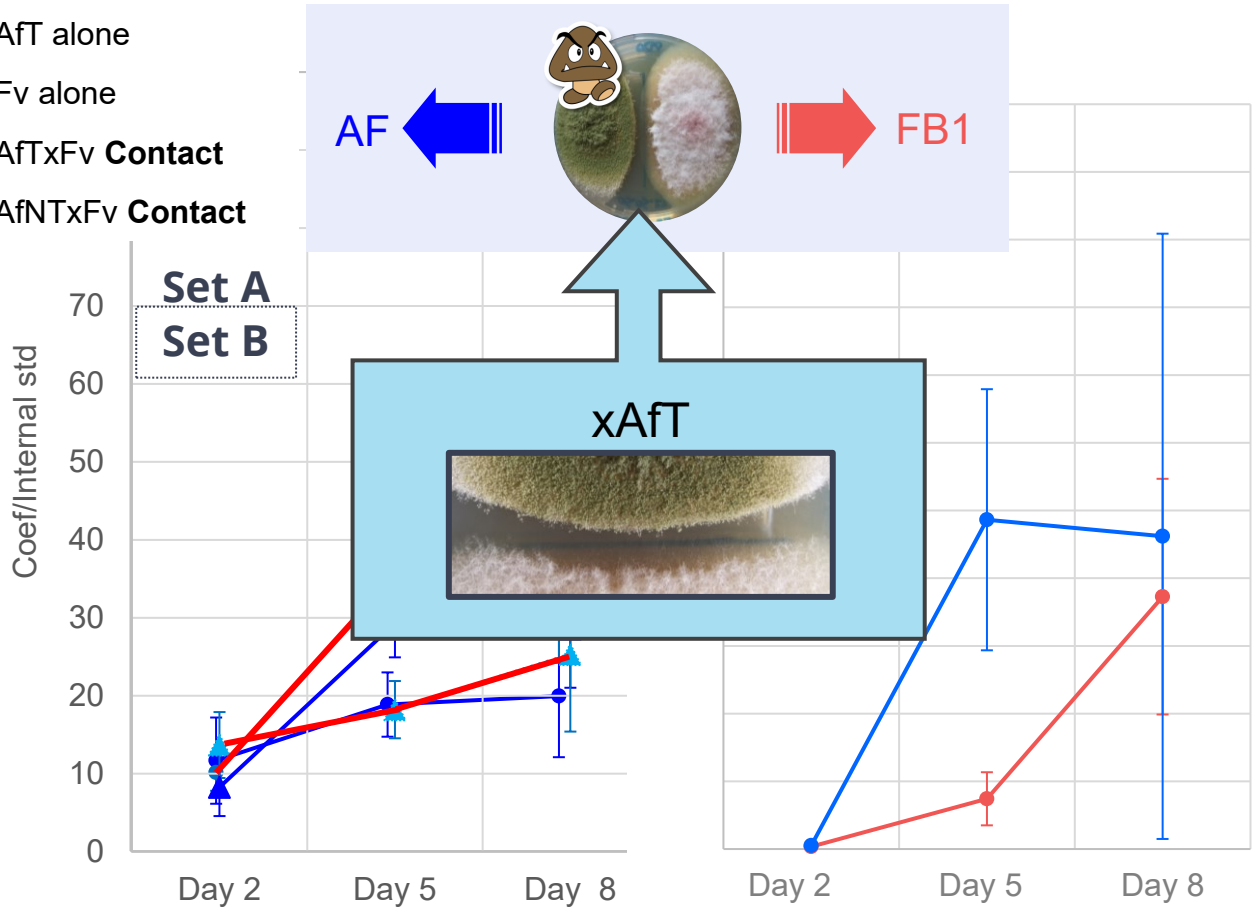 AfT alone
Fv alone
AfTxFv Contact
AfNTxFv Contact
AF
FB1
Set A
Set B
xAfT
Coef/Internal std
70
60
50
40
30
20
10
0
Day 2
Day 5
Day 8
Day 2
Day 5
Day 8